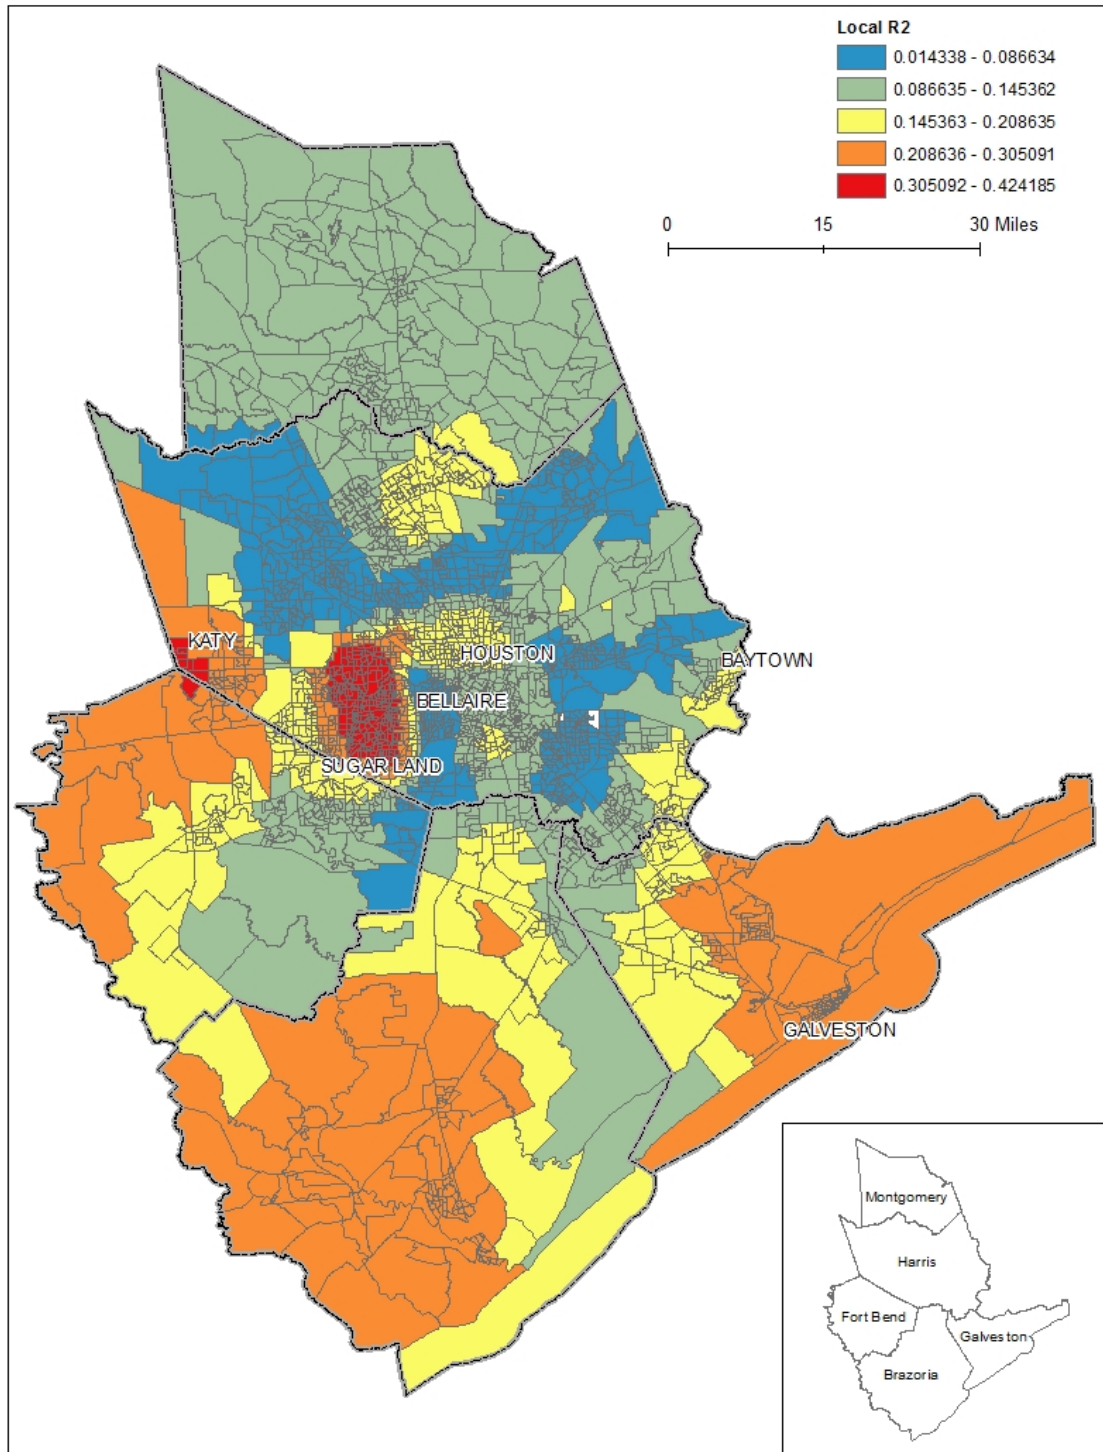 Local R2
0.014338 - 0.086634
0.086635 - 0.145362
0.145363 - 0.208635
0.208636 - 0.305091
0.305092 - 0.424185
0 15 30 Miles
KATY
HOUSTON
BAYTOWN
BELLAIRE
SUGAR LAND
GALVESTON
Montgomery
Harris
Fort Bend
Galveston
Brazoria